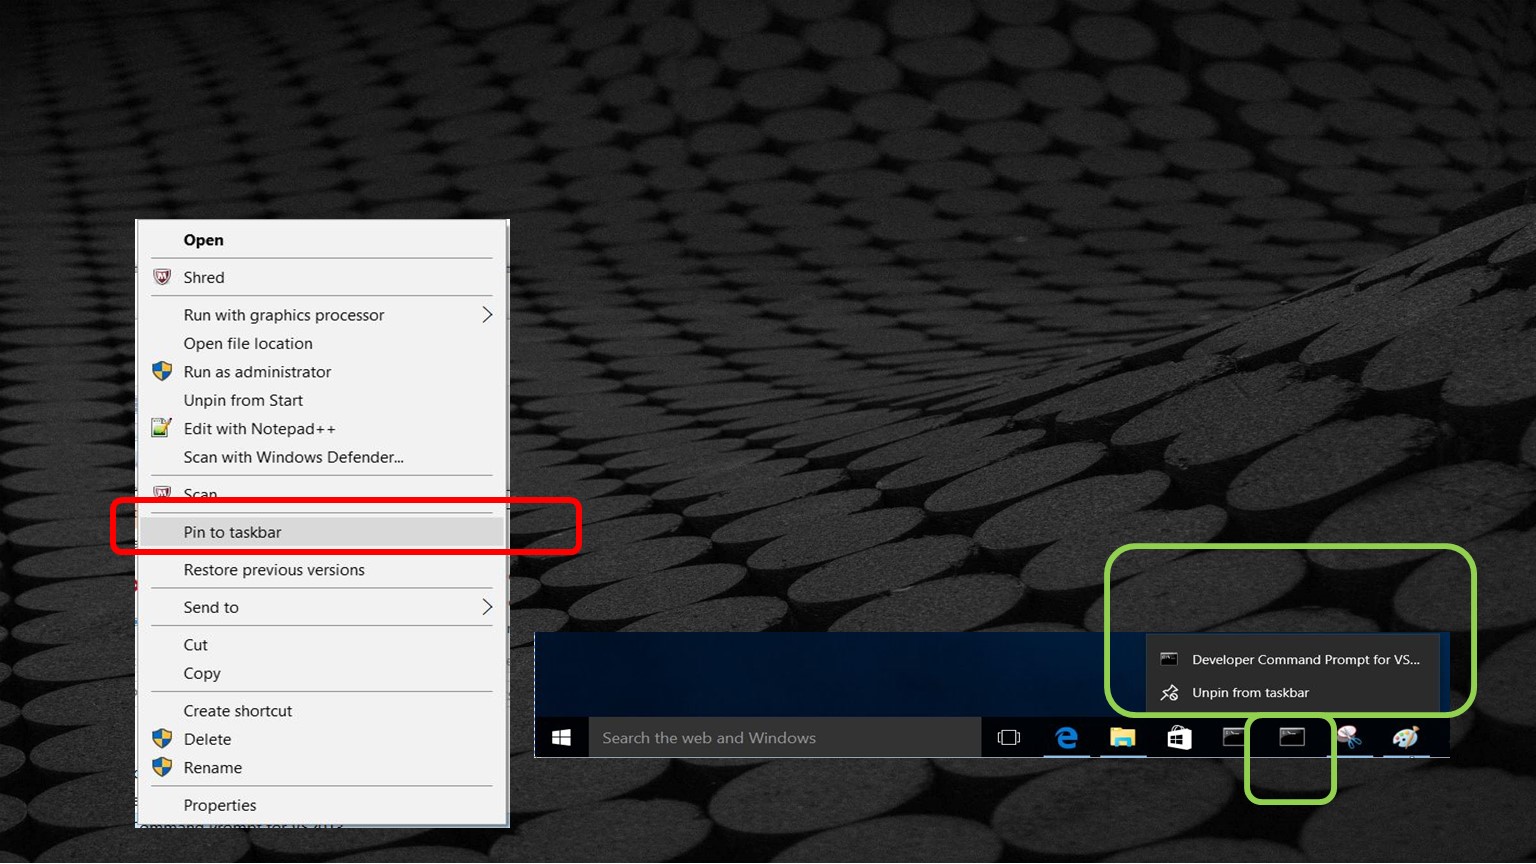 Open
Shred
Run with graphics processor
Open file location
Run as administrator
Unpin from Start
Edit with Notepad++
Scan with Windows Defender...
Scan
Pin to taskbar
Restore previous versions
Send to
Cut
Copy
Create shortcut
Delete
Rename
Properties
Developer Command Prompt for VS...
Unpin from taskbar
Search the web and Windows